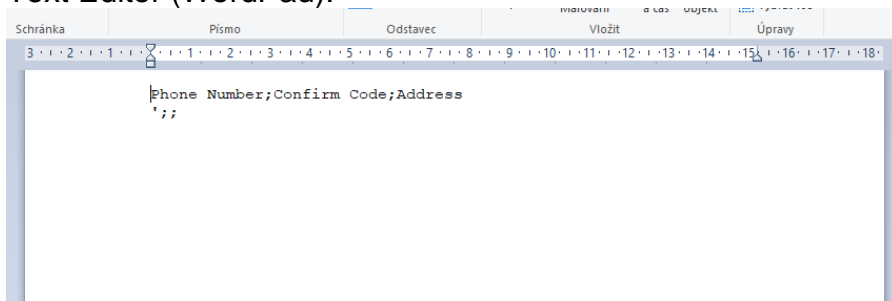 Text Editor (WordPad):
Malování a čas objekt
Schránka Písmo Odstavec Vložit Úpravy
3 2 1 1 2 3 4 5 6 7 8 9 10 11 12 13 14 15 16 17 18
Phone Number;Confirm Code;Address
';;